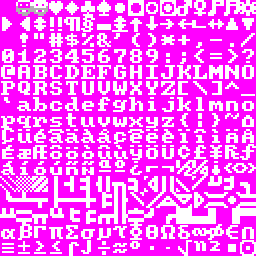 ♥♦♣♠
►◄↕‼¶§▬↨↑↓→←∟↔▲▼
!"#$%&'()*+,-./
0123456789:;<=>?
@ABCDEFGHIJKLMNO
PQRSTUVWXYZ[\]^_
`abcdefghijklmno
pqrstuvwxyz{|}~⌂
ÇüéâäàåçêëèïîìÄÅ
ÉæÆôöòûùÿÖÜ¢£¥₧ƒ
áíóúñÑªº¿⌐¬½¼¡«»
αßΓπΣσµτΦΘΩδ∞φε∩
≡±≥≤⌠⌡÷≈°∙·√ⁿ²■